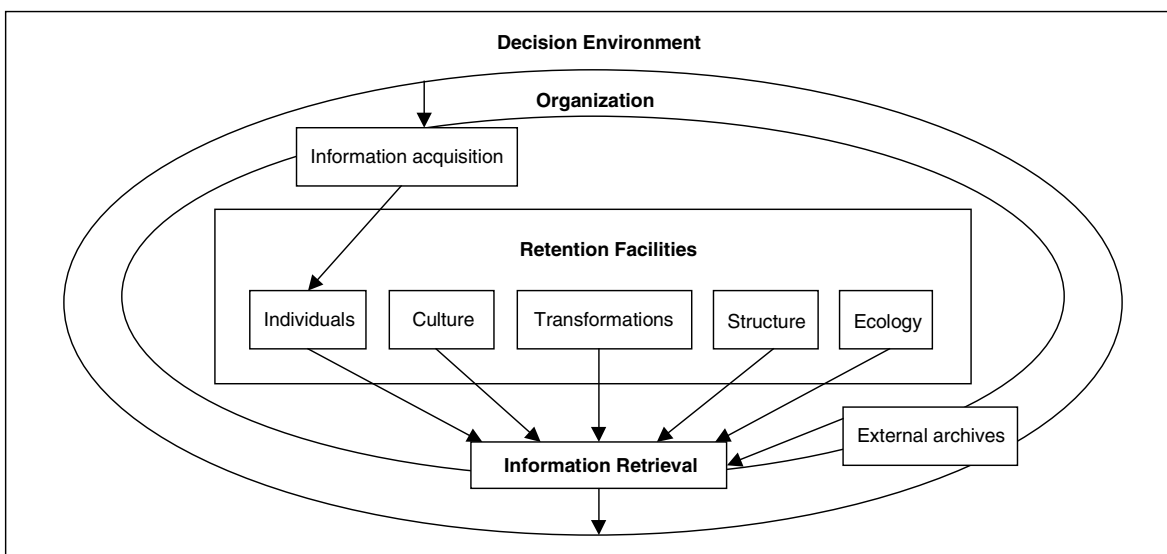 Decision Environment
Organization
Information acquisition
Retention Facilities
Individuals
Culture
Transformations
Structure
Ecology
External archives
Information Retrieval